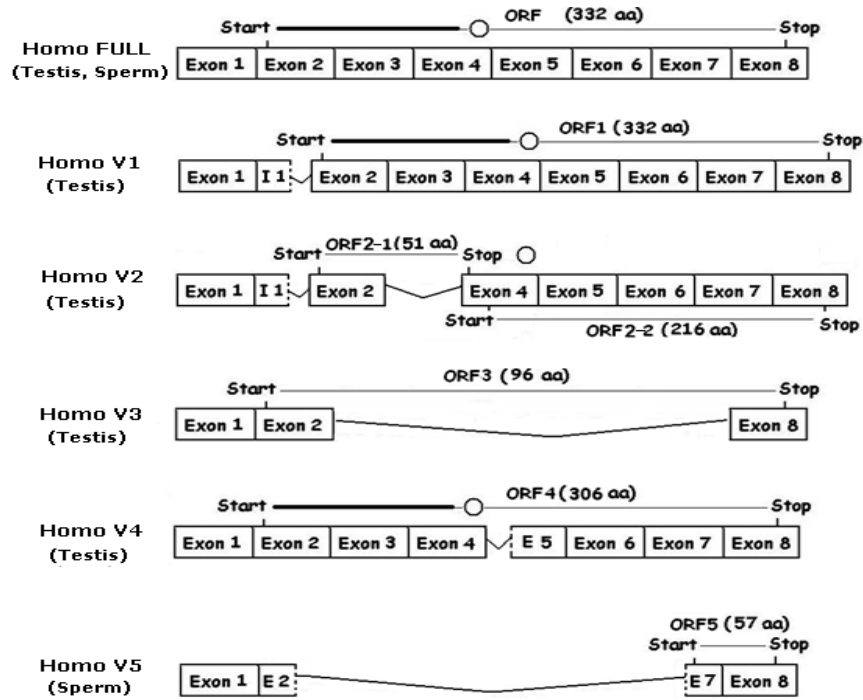 ORF (332 aa)
Start Stop
Homo FULL
(Testis, Sperm)
Exon 1 Exon 2 Exon 3 Exon 4 Exon 5 Exon 6 Exon 7 Exon 8
ORF1 (332 aa)
Start Stop
Homo V1
(Testis)
Exon 1 I 1 Exon 2 Exon 3 Exon 4 Exon 5 Exon 6 Exon 7 Exon 8
ORF2-1(51 aa)
Start Stop
Homo V2
(Testis)
Exon 1 I 1 Exon 2 Exon 4 Exon 5 Exon 6 Exon 7 Exon 8
Start Stop
ORF2-2 (216 aa)
ORF3 (96 aa)
Start Stop
Homo V3
(Testis)
Exon 1 Exon 2 Exon 8
ORF4(306 aa)
Start Stop
Homo V4
(Testis)
Exon 1 Exon 2 Exon 3 Exon 4 E 5 Exon 6 Exon 7 Exon 8
ORF5 (57 aa)
Start Stop
Homo V5
(Sperm)
Exon 1 E 2 E 7 Exon 8